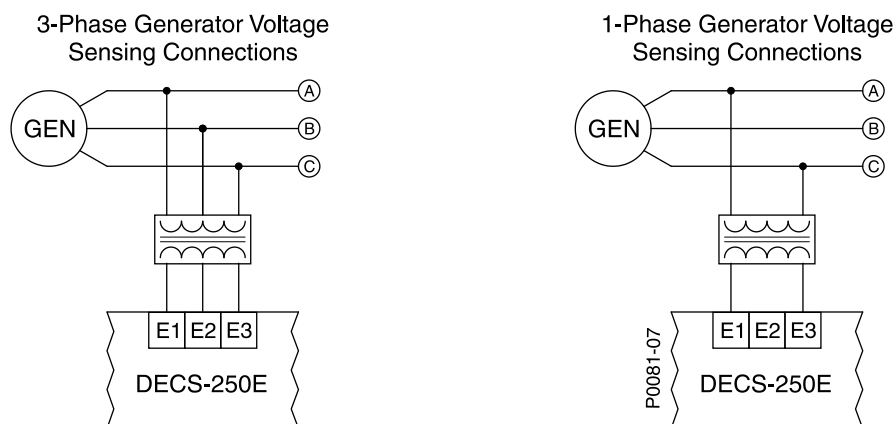 3-Phase Generator Voltage
Sensing Connections
GEN
A
B
C
E1 E2 E3
DECS-250E
1-Phase Generator Voltage
Sensing Connections
GEN
A
B
C
E1 E2 E3
DECS-250E
P0081-07